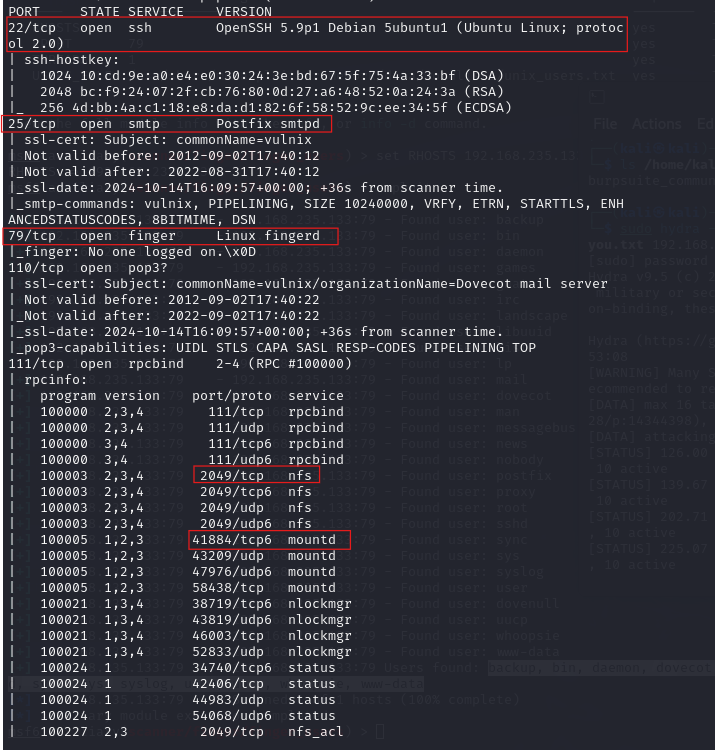 PORT     STATE SERVICE    VERSION
22/tcp   open  ssh        OpenSSH 5.9p1 Debian 5ubuntu1 (Ubuntu Linux; protoc
ol 2.0)
| ssh-hostkey:
|   1024 10:cd:9e:a0:e4:e0:30:24:3e:bd:67:5f:75:4a:33:bf (DSA)
|   2048 bc:f9:24:07:2f:cb:76:80:0d:27:a6:48:52:0a:24:3a (RSA)
|_  256 4d:bb:4a:c1:18:e8:da:d1:82:6f:58:52:9c:ee:34:5f (ECDSA)
25/tcp   open  smtp       Postfix smtpd
| ssl-cert: Subject: commonName=vulnix
| Not valid before: 2012-09-02T17:40:12
|_Not valid after:  2022-08-31T17:40:12
|_ssl-date: 2024-10-14T16:09:57+00:00; +36s from scanner time.
|_smtp-commands: vulnix, PIPELINING, SIZE 10240000, VRFY, ETRN, STARTTLS, ENH
ANCEDSTATUSCODES, 8BITMIME, DSN
79/tcp   open  finger     Linux fingerd
|_finger: No one logged on.\x0D
110/tcp  open  pop3?
| ssl-cert: Subject: commonName=vulnix/organizationName=Dovecot mail server
| Not valid before: 2012-09-02T17:40:22
|_Not valid after:  2022-09-02T17:40:22
|_ssl-date: 2024-10-14T16:09:57+00:00; +36s from scanner time.
|_pop3-capabilities: UIDL STLS CAPA SASL RESP-CODES PIPELINING TOP
111/tcp  open  rpcbind    2-4 (RPC #100000)
| rpcinfo:
|   program version    port/proto  service
|   100000  2,3,4        111/tcp   rpcbind
|   100000  2,3,4        111/udp   rpcbind
|   100000  3,4          111/tcp6  rpcbind
|   100000  3,4          111/udp6  rpcbind
|   100003  2,3,4       2049/tcp   nfs
|   100003  2,3,4       2049/tcp6  nfs
|   100003  2,3,4       2049/udp   nfs
|   100003  2,3,4       2049/udp6  nfs
|   100005  1,2,3      41884/tcp6  mountd
|   100005  1,2,3      43209/udp   mountd
|   100005  1,2,3      47976/udp6  mountd
|   100005  1,2,3      58438/tcp   mountd
|   100021  1,3,4      38719/tcp6  nlockmgr
|   100021  1,3,4      43819/udp6  nlockmgr
|   100021  1,3,4      46003/tcp   nlockmgr
|   100021  1,3,4      52833/udp   nlockmgr
|   100024  1          34740/tcp6  status
|   100024  1          42406/tcp   status
|   100024  1          44983/udp   status
|   100024  1          54068/udp6  status
|   100227  2,3         2049/tcp   nfs_acl